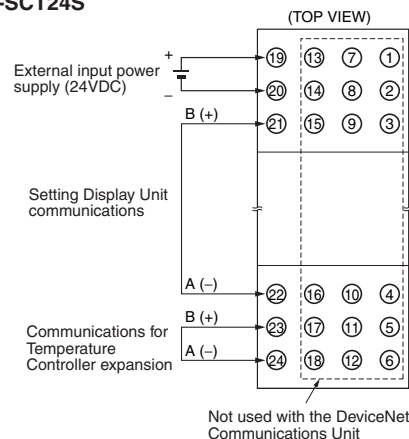 -SCT24S
(TOP VIEW)
External input power
supply (24VDC)
+
–
19 13 7 1
20 14 8 2
B (+)
21 15 9 3
Setting Display Unit
communications
A (–)
22 16 10 4
B (+)
23 17 11 5
Communications for
Temperature
Controller expansion
A (–)
24 18 12 6
Not used with the DeviceNet
Communications Unit